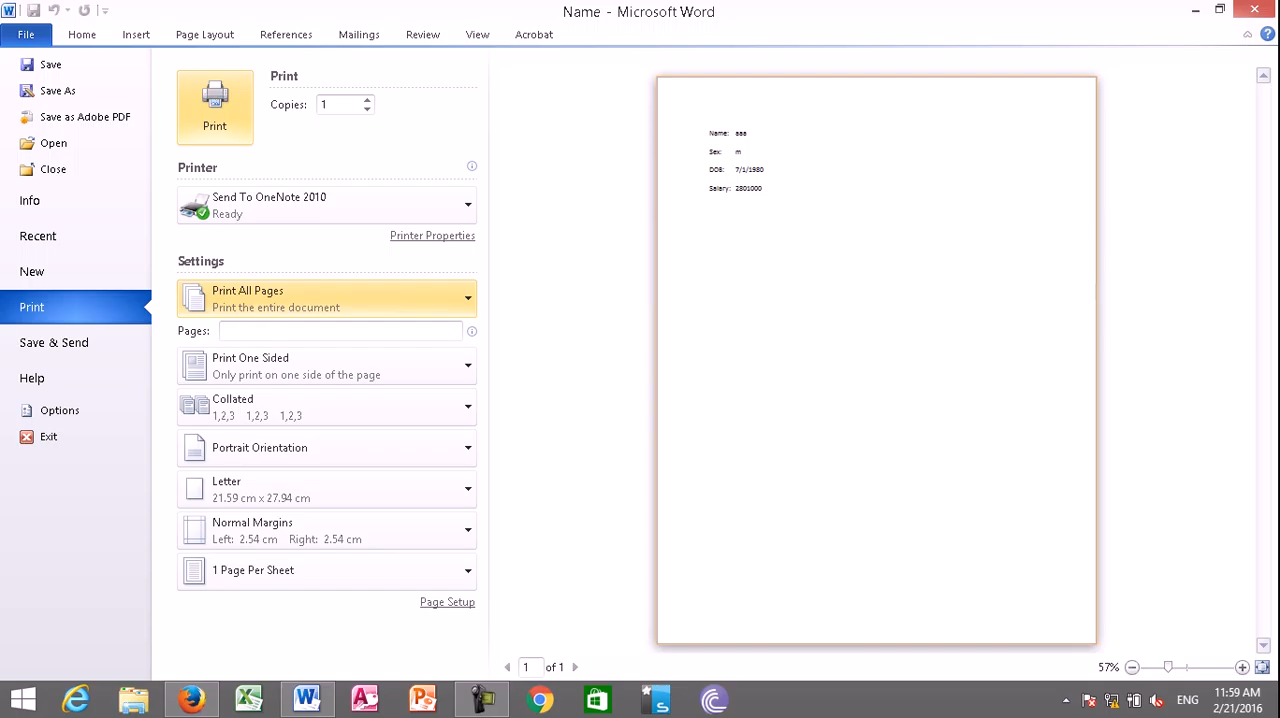 Name - Microsoft Word
File Home Insert Page Layout References Mailings Review View Acrobat
Save
Save As
Save as Adobe PDF
Open
Close
Info
Recent
New
Print
Save & Send
Help
Options
Exit
Print
Print
Copies: 1
Printer
Send To OneNote 2010
Ready
Printer Properties
Settings
Print All Pages
Print the entire document
Pages:
Print One Sided
Only print on one side of the page
Collated
1,2,3 1,2,3 1,2,3
Portrait Orientation
Letter
21.59 cm x 27.94 cm
Normal Margins
Left: 2.54 cm Right: 2.54 cm
1 Page Per Sheet
Page Setup
Name: aaa
Sex: m
DOB: 7/1/1980
Salary: 2801000
1 of 1
57%
ENG
11:59 AM
2/21/2016